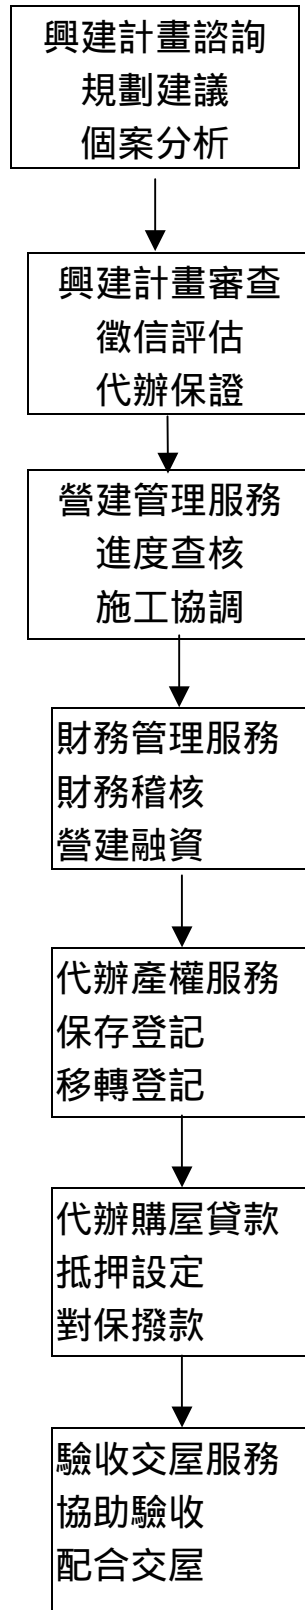 興建計畫諮詢
規劃建議
個案分析
興建計畫審查
徵信評估
代辦保證
營建管理服務
進度查核
施工協調
財務管理服務
財務稽核
營建融資
代辦產權服務
保存登記
移轉登記
代辦購屋貸款
抵押設定
對保撥款
驗收交屋服務
協助驗收
配合交屋